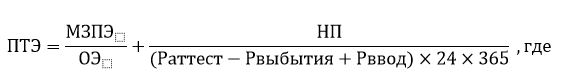 ПТЭ = МЗПЭ□ / ОЭ□ + НП / ((Раттест − Рвыбытия + Рввод) × 24 × 365) , где